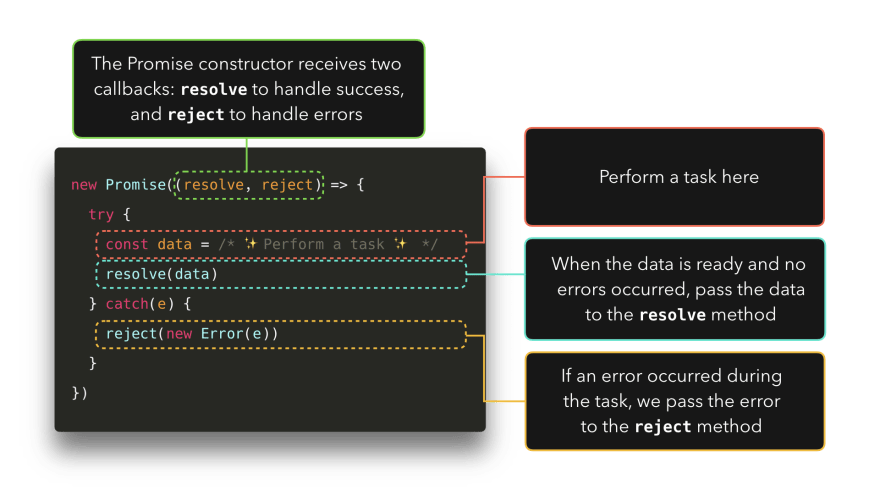 The Promise constructor receives two
callbacks: resolve to handle success,
and reject to handle errors
new Promise((resolve, reject) => {
try {
const data = /* ✨ Perform a task ✨ */
resolve(data)
} catch(e) {
reject(new Error(e))
}
})
Perform a task here
When the data is ready and no
errors occurred, pass the data
to the resolve method
If an error occurred during
the task, we pass the error
to the reject method